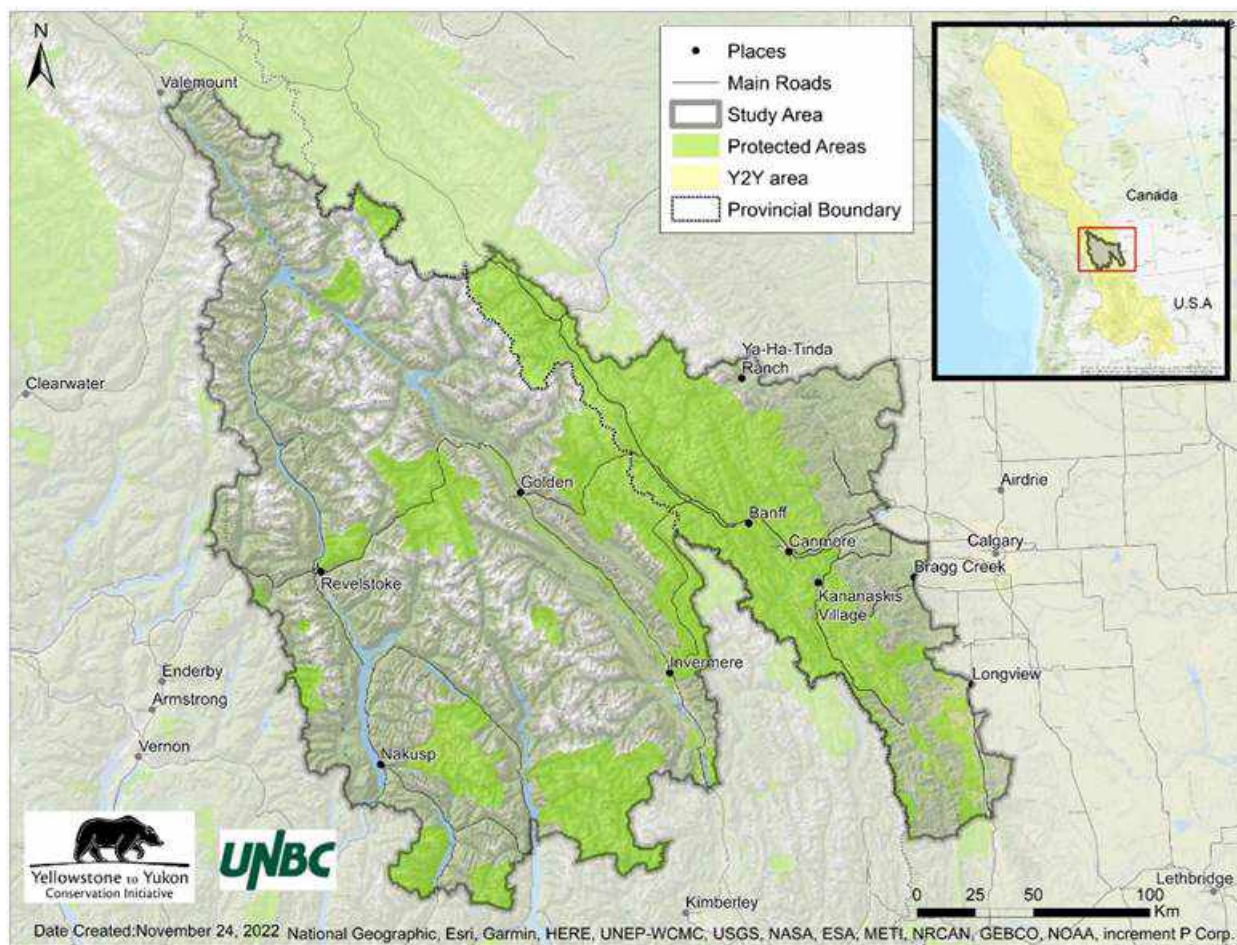 N
Valemount
Clearwater
Enderby
Armstrong
Vernon
Revelstoke
Nakusp
Golden
Invermere
Kimberley
Ya-Ha-Tinda
Ranch
Banff
Canmore
Kananaskis
Village
Bragg Creek
Longview
Airdrie
Calgary
Lethbridge
Places
Main Roads
Study Area
Protected Areas
Y2Y area
Provincial Boundary
Canada
U.S.A
Yellowstone to Yukon
Conservation Initiative
UNBC
0 25 50 100
Km
Date Created:November 24, 2022 National Geographic, Esri, Garmin, HERE, UNEP-WCMC, USGS, NASA, ESA, METI, NRCAN, GEBCO, NOAA, increment P Corp.